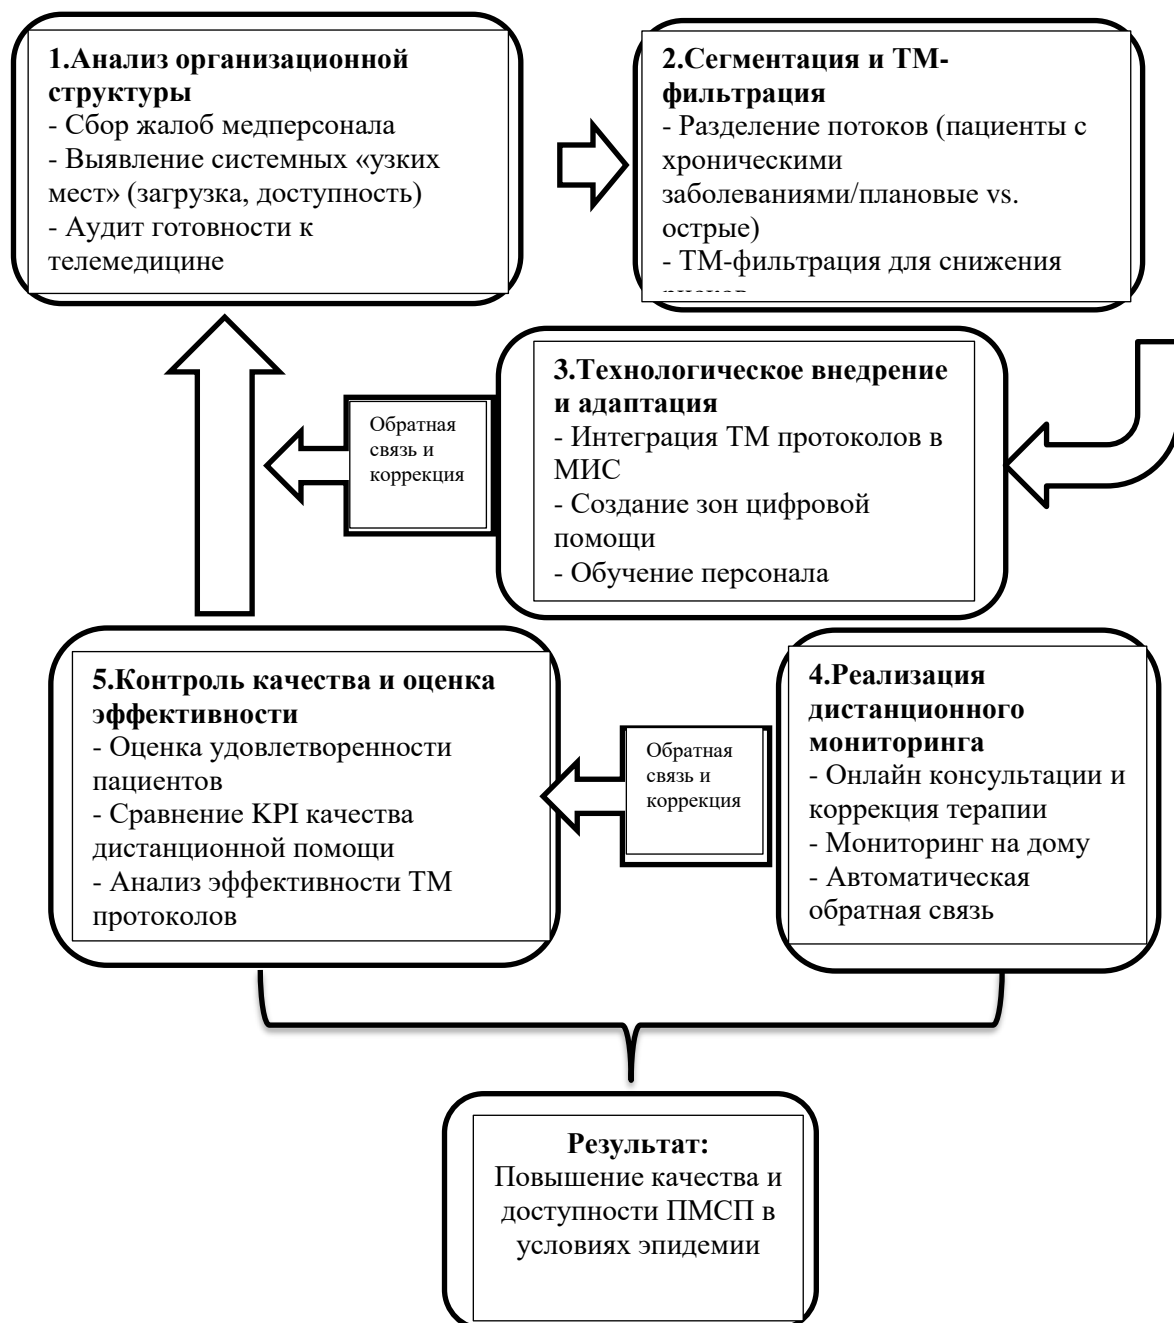 1.Анализ организационной
структуры
- Сбор жалоб медперсонала
- Выявление системных «узких
мест» (загрузка, доступность)
- Аудит готовности к
телемедицине
2.Сегментация и ТМ-
фильтрация
- Разделение потоков (пациенты с
хроническими
заболеваниями/плановые vs.
острые)
- ТМ-фильтрация для снижения
3.Технологическое внедрение
и адаптация
- Интеграция ТМ протоколов в
МИС
- Создание зон цифровой
помощи
- Обучение персонала
Обратная
связь и
коррекция
4.Реализация
дистанционного
мониторинга
- Онлайн консультации и
коррекция терапии
- Мониторинг на дому
- Автоматическая
обратная связь
Обратная
связь и
коррекция
5.Контроль качества и оценка
эффективности
- Оценка удовлетворенности
пациентов
- Сравнение KPI качества
дистанционной помощи
- Анализ эффективности ТМ
протоколов
Результат:
Повышение качества и
доступности ПМСП в
условиях эпидемии